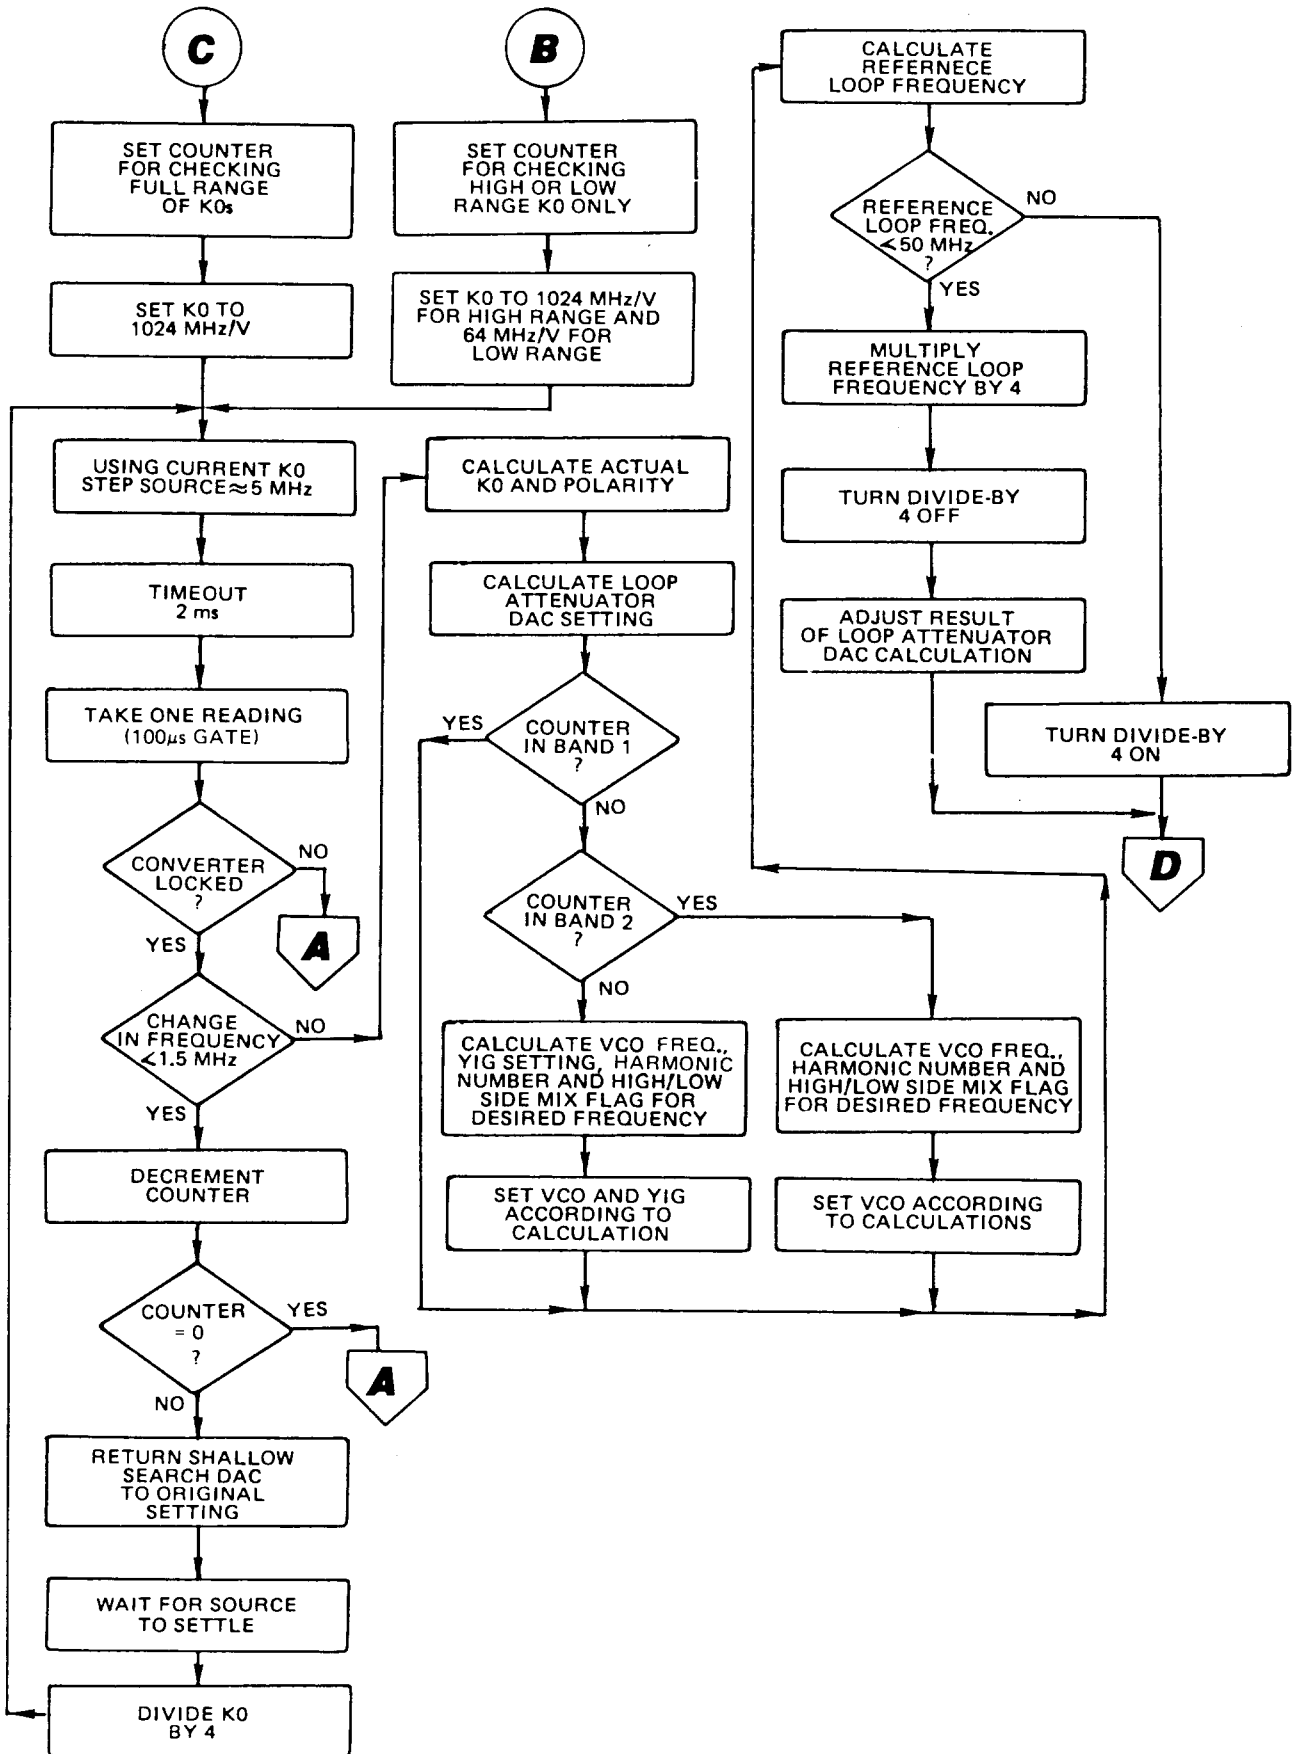 C
SET COUNTER
FOR CHECKING
FULL RANGE
OF K0s
SET K0 TO
1024 MHz/V
USING CURRENT K0
STEP SOURCE≈5 MHz
TIMEOUT
2 ms
TAKE ONE READING
(100µs GATE)
CONVERTER
LOCKED
?
NO
A
YES
CHANGE
IN FREQUENCY
<1.5 MHz
NO
YES
DECREMENT
COUNTER
COUNTER
= 0
?
YES
A
NO
RETURN SHALLOW
SEARCH DAC
TO ORIGINAL
SETTING
WAIT FOR SOURCE
TO SETTLE
DIVIDE K0
BY 4
B
SET COUNTER
FOR CHECKING
HIGH OR LOW
RANGE K0 ONLY
SET K0 TO 1024 MHz/V
FOR HIGH RANGE AND
64 MHz/V FOR
LOW RANGE
CALCULATE ACTUAL
K0 AND POLARITY
CALCULATE LOOP
ATTENUATOR
DAC SETTING
YES
COUNTER
IN BAND 1
?
NO
COUNTER
IN BAND 2
?
YES
NO
CALCULATE VCO FREQ.,
YIG SETTING, HARMONIC
NUMBER AND HIGH/LOW
SIDE MIX FLAG FOR
DESIRED FREQUENCY
SET VCO AND YIG
ACCORDING TO
CALCULATION
CALCULATE VCO FREQ.,
HARMONIC NUMBER AND
HIGH/LOW SIDE MIX FLAG
FOR DESIRED FREQUENCY
SET VCO ACCORDING
TO CALCULATIONS
CALCULATE
REFERNECE
LOOP FREQUENCY
REFERENCE
LOOP FREQ.
<50 MHz
?
NO
YES
MULTIPLY
REFERENCE LOOP
FREQUENCY BY 4
TURN DIVIDE-BY
4 OFF
ADJUST RESULT
OF LOOP ATTENUATOR
DAC CALCULATION
TURN DIVIDE-BY
4 ON
D